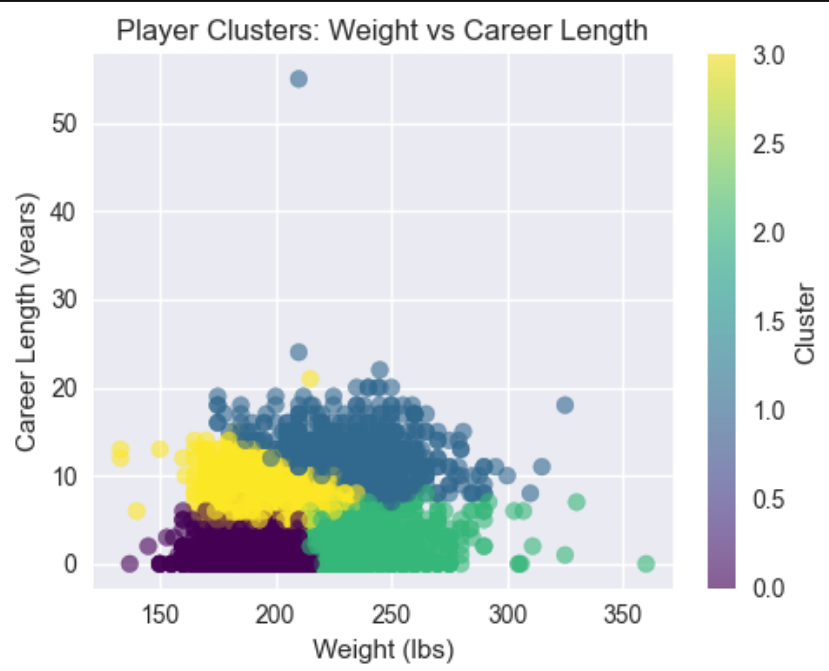 Player Clusters: Weight vs Career Length
Career Length (years)
50
40
30
20
10
0
150 200 250 300 350
Weight (lbs)
3.0
2.5
2.0
1.5
1.0
0.5
0.0
Cluster